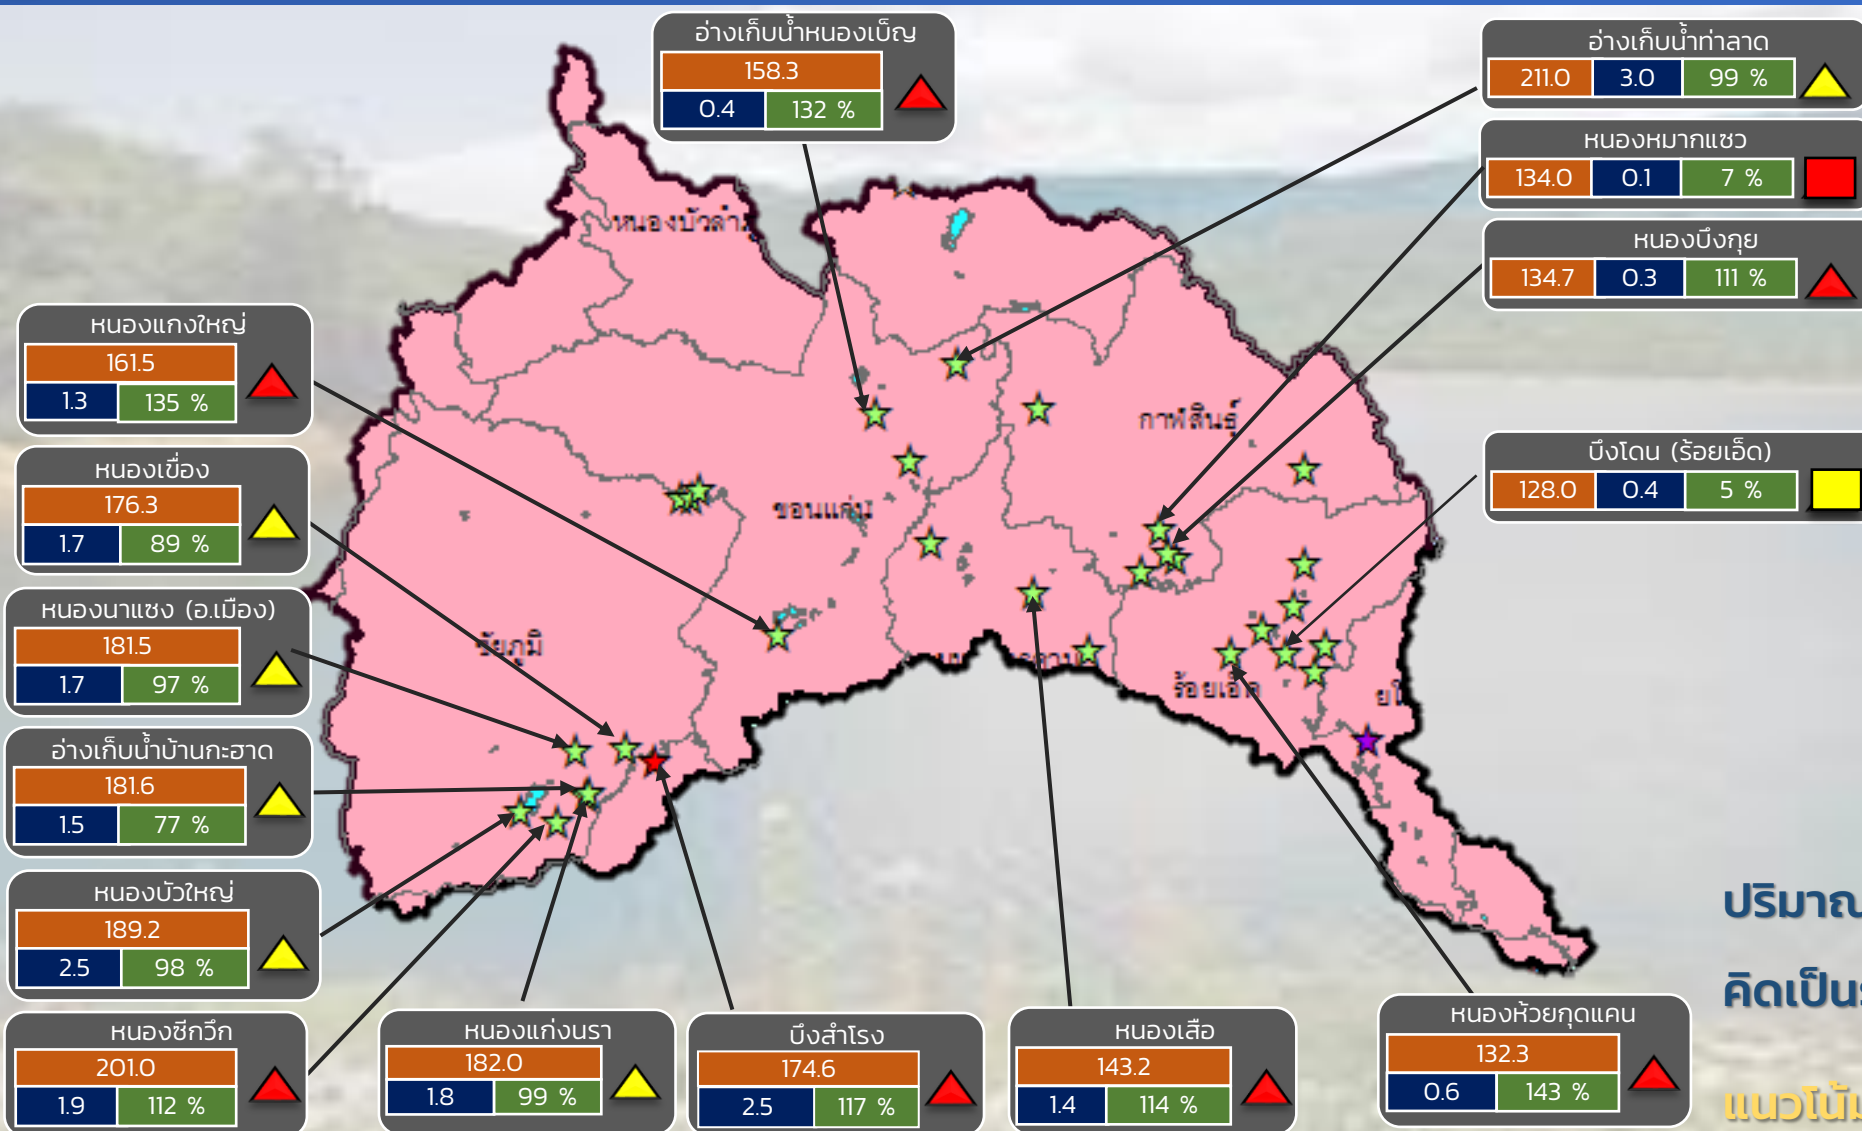 อ่างเก็บน้ำหนองเบ็ญ
158.3
0.4 132 %
อ่างเก็บน้ำท่าลาด
211.0 3.0 99 %
หนองหมากแซว
134.0 0.1 7 %
หนองบึงกุย
134.7 0.3 111 %
บึงโดน (ร้อยเอ็ด)
128.0 0.4 5 %
หนองแกงใหญ่
161.5
1.3 135 %
หนองเขื่อง
176.3
1.7 89 %
หนองนาแซง (อ.เมือง)
181.5
1.7 97 %
อ่างเก็บน้ำบ้านกะฮาด
181.6
1.5 77 %
หนองบัวใหญ่
189.2
2.5 98 %
หนองซีกวึก
201.0
1.9 112 %
หนองแก่งนรา
182.0
1.8 99 %
บึงสำโรง
174.6
2.5 117 %
หนองเสือ
143.2
1.4 114 %
หนองห้วยกุดแคน
132.3
0.6 143 %
หนองบัวลำภู
กาฬสินธุ์
ขอนแก่น
ชัยภูมิ
ร้อยเอ็ด
ปริมาณ
คิดเป็น
แนวโน้ม